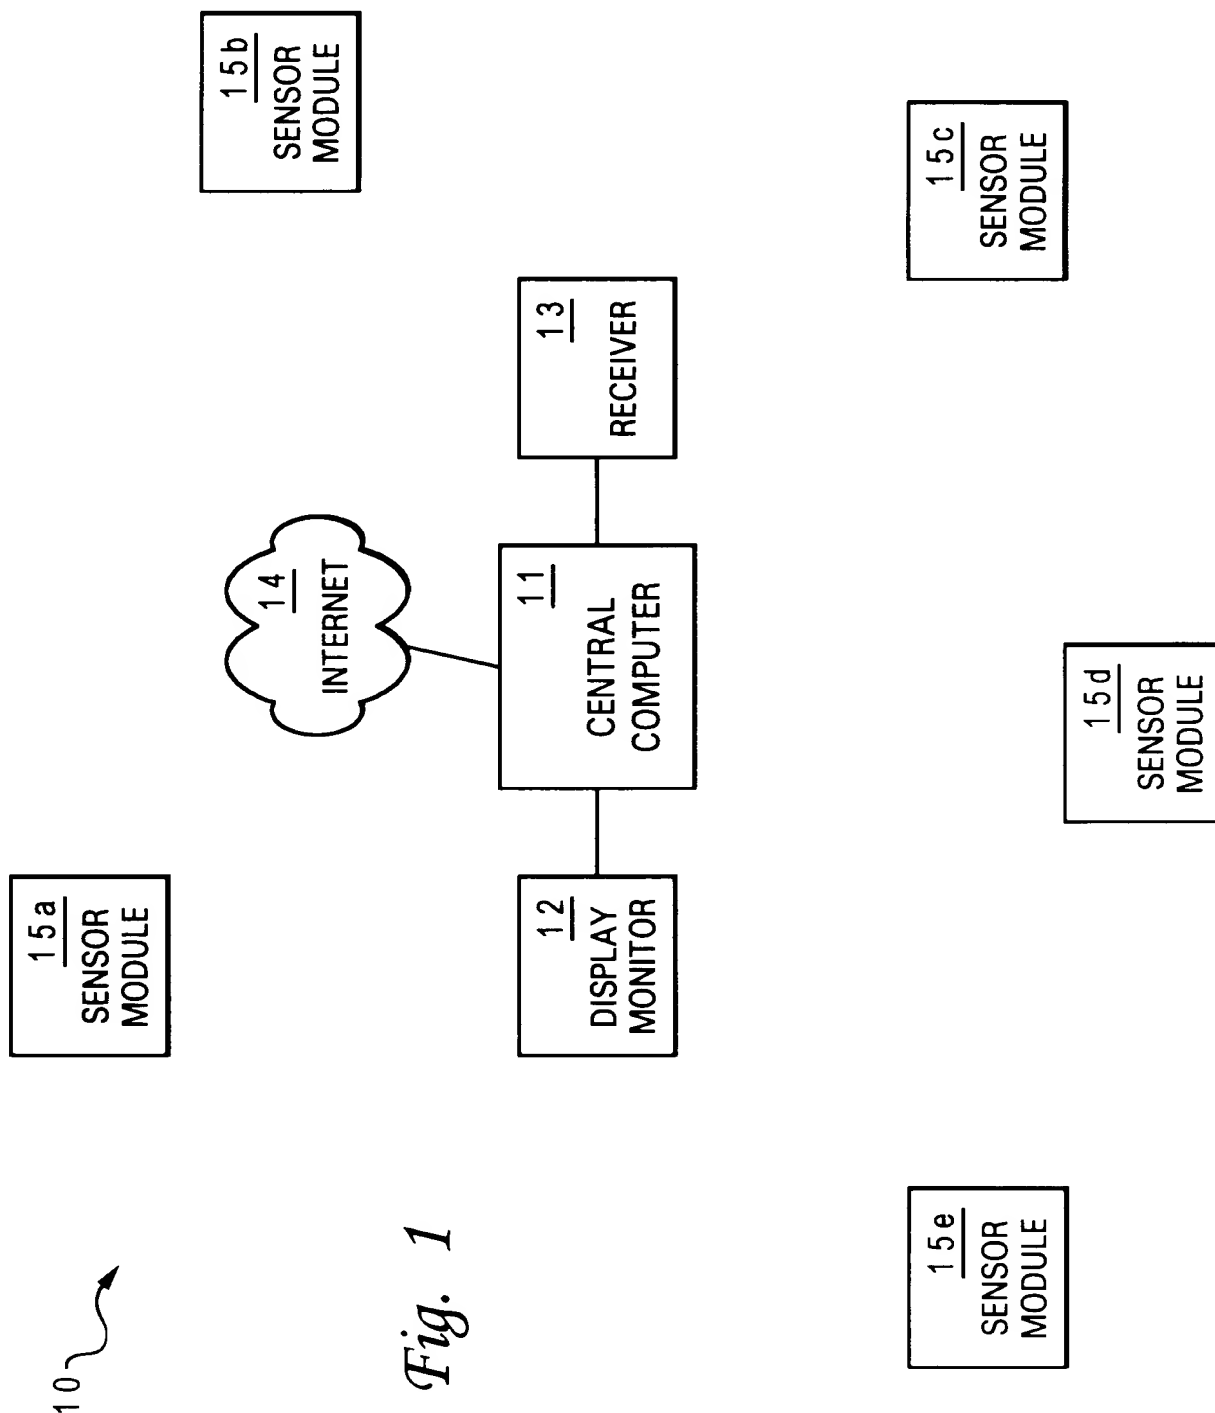 10
15a
SENSOR
MODULE
15b
SENSOR
MODULE
14
INTERNET
Fig. 1
12
DISPLAY
MONITOR
11
CENTRAL
COMPUTER
13
RECEIVER
15e
SENSOR
MODULE
15c
SENSOR
MODULE
15d
SENSOR
MODULE